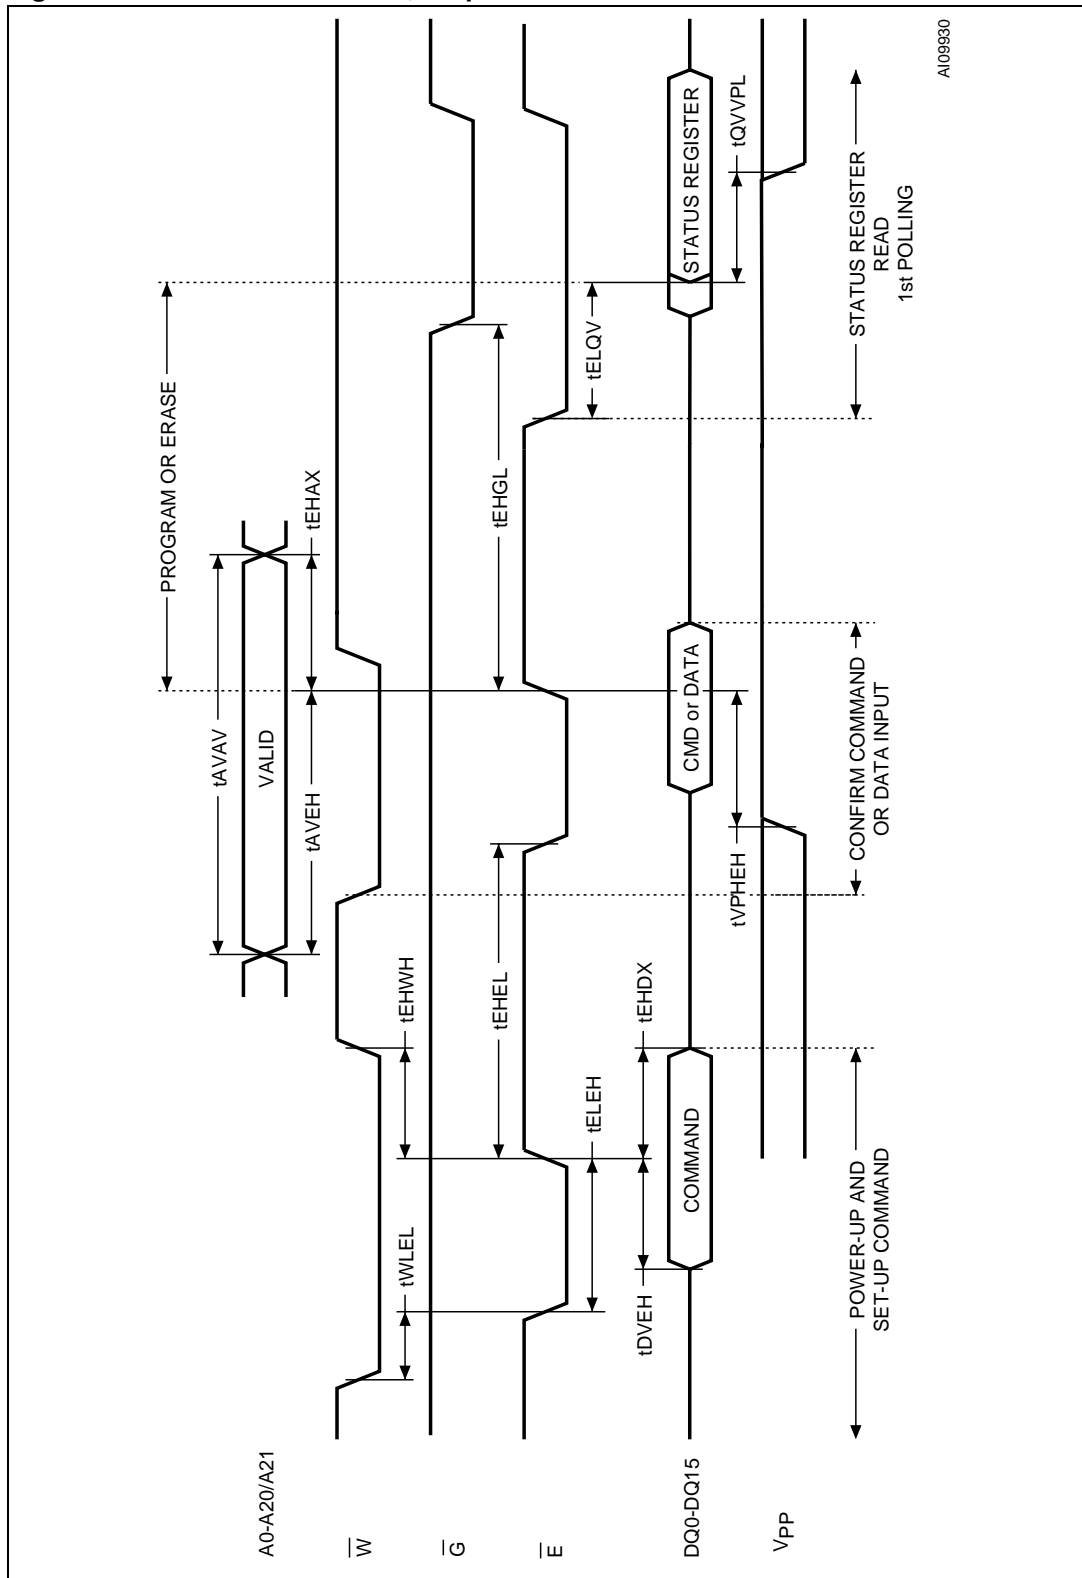 A0-A20/A21
VALID
tAVAV
tAVEH
tEHAX
PROGRAM OR ERASE
W
tWLEL
tEHWH
G
tEHEL
tEHGL
E
tELEH
tELQV
tDVEH
tEHDX
DQ0-DQ15
COMMAND
CMD or DATA
STATUS REGISTER
tVPHEH
tQVVPL
VPP
POWER-UP AND
SET-UP COMMAND
CONFIRM COMMAND
OR DATA INPUT
STATUS REGISTER
READ
1st POLLING
AI09930